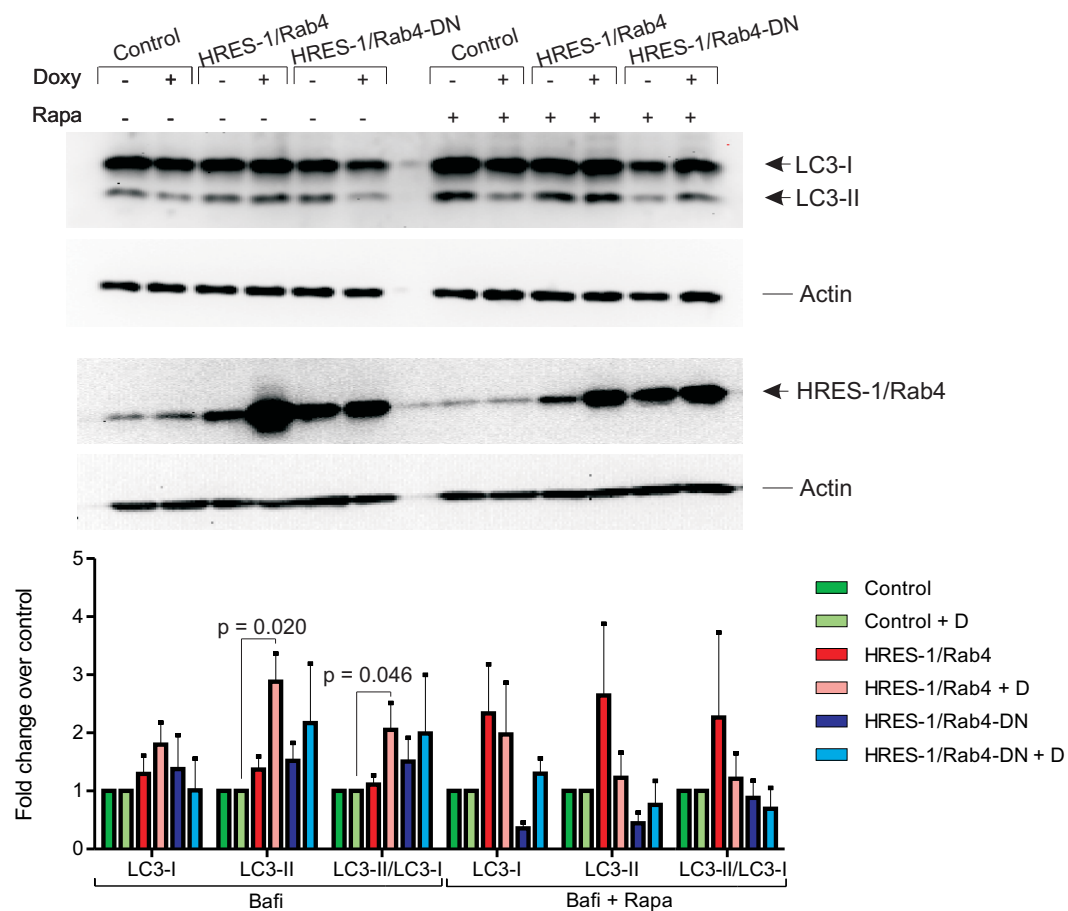 Control HRES-1/Rab4 HRES-1/Rab4-DN Control HRES-1/Rab4 HRES-1/Rab4-DN
Doxy - + - + - + - + - + - +
Rapa - - - - - - + + + + + +
LC3-I
LC3-II
Actin
HRES-1/Rab4
Actin
Fold change over control
5
4
3
2
1
0
p = 0.020
p = 0.046
LC3-I LC3-II LC3-II/LC3-I LC3-I LC3-II LC3-II/LC3-I
Bafi Bafi + Rapa
Control
Control + D
HRES-1/Rab4
HRES-1/Rab4 + D
HRES-1/Rab4-DN
HRES-1/Rab4-DN + D